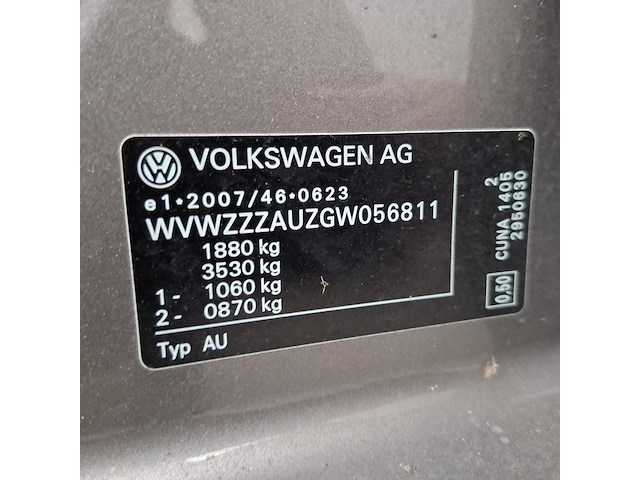 VOLKSWAGEN AG
e1•2007/46•0623
WVWZZZAUZGW056811
1880 kg
3530 kg
1 - 1060 kg
2 - 0870 kg
Typ AU
2
CUNA 1405
2950630
0,50